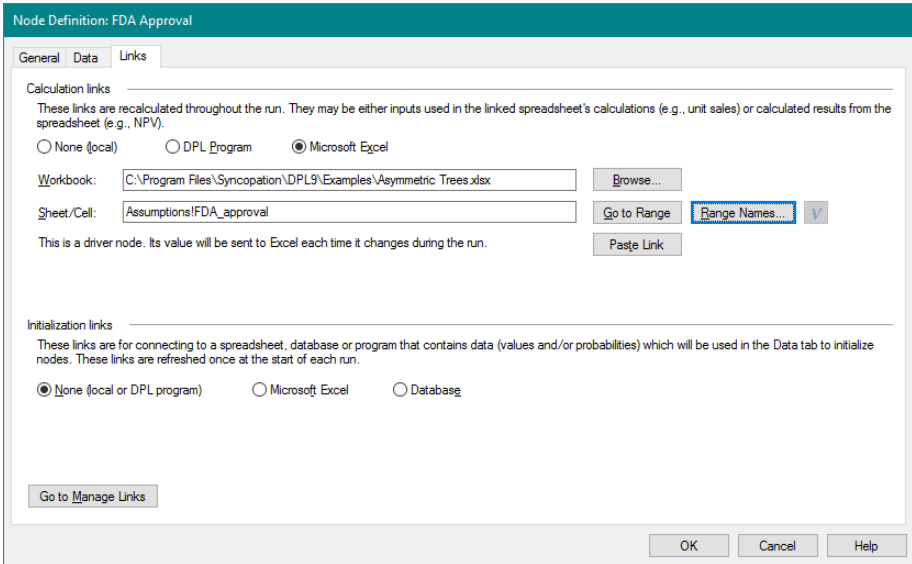 Node Definition: FDA Approval
General Data Links
Calculation links
These links are recalculated throughout the run. They may be either inputs used in the linked spreadsheet's calculations (e.g., unit sales) or calculated results from the
spreadsheet (e.g., NPV).
None (local) DPL Program Microsoft Excel
Workbook: C:\Program Files\Syncopation\DPL9\Examples\Asymmetric Trees.xlsx Browse...
Sheet/Cell: Assumptions!FDA_approval Go to Range Range Names... V
This is a driver node. Its value will be sent to Excel each time it changes during the run. Paste Link
Initialization links
These links are for connecting to a spreadsheet, database or program that contains data (values and/or probabilities) which will be used in the Data tab to initialize
nodes. These links are refreshed once at the start of each run.
None (local or DPL program) Microsoft Excel Database
Go to Manage Links
OK Cancel Help